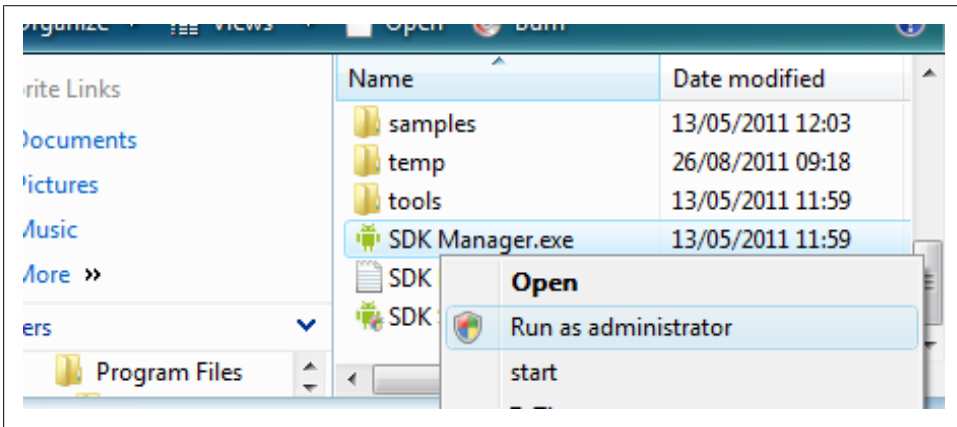 Organize Views Open Burn
rite Links
Documents
Pictures
Music
More »
ers
Program Files
Name Date modified
samples 13/05/2011 12:03
temp 26/08/2011 09:18
tools 13/05/2011 11:59
SDK Manager.exe 13/05/2011 11:59
SDK
SDK
Open
Run as administrator
start